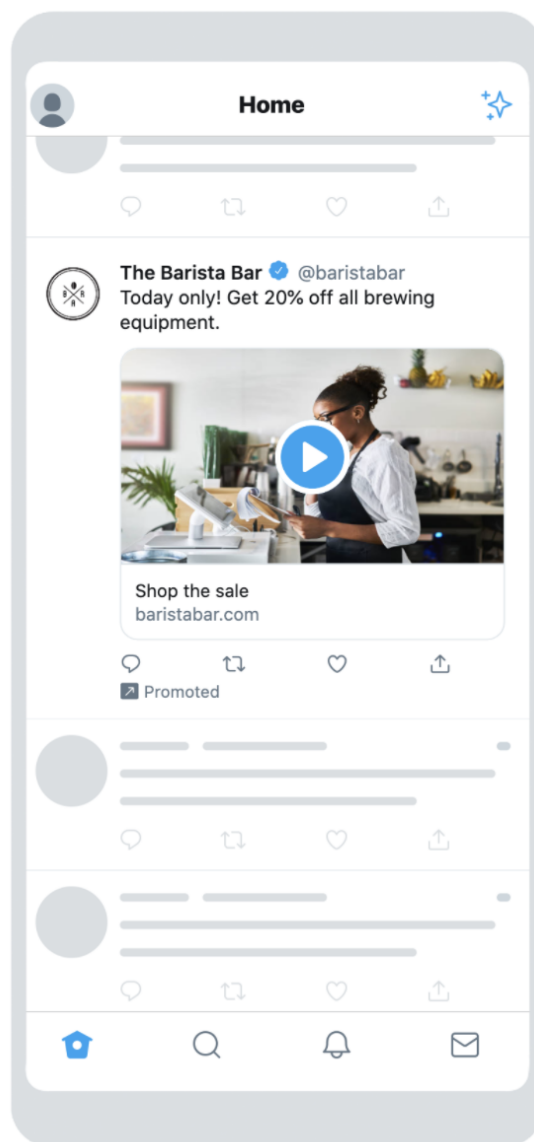 Home
The Barista Bar @baristabar
Today only! Get 20% off all brewing
equipment.
B R
A
Shop the sale
baristabar.com
Promoted